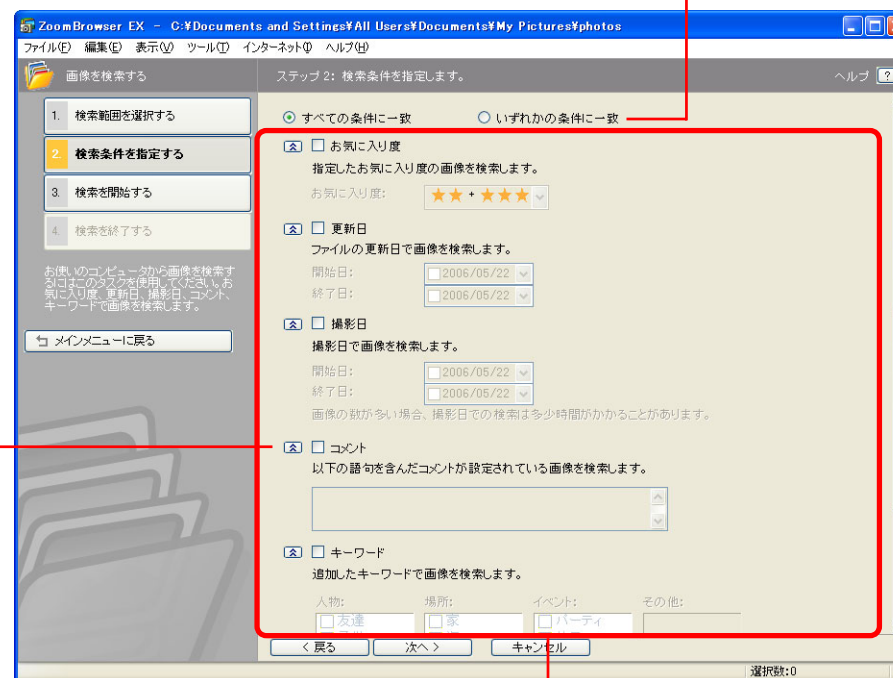 ZoomBrowser EX - C:¥Documents and Settings¥All Users¥Documents¥My Pictures¥photos
ファイル(F) 編集(E) 表示(V) ツール(T) インターネット(I) ヘルプ(H)
画像を検索する
ステップ 2: 検索条件を指定します。
ヘルプ ?
1. 検索範囲を選択する
2. 検索条件を指定する
3. 検索を開始する
4. 検索を終了する
お使いのコンピュータから画像を検索す
るにはこのタスクを使用してください。お
気に入り度、更新日、撮影日、コメント、
キーワードで画像を検索します。
メインメニューに戻る
すべての条件に一致 いずれかの条件に一致
お気に入り度
指定したお気に入り度の画像を検索します。
お気に入り度: ★★ + ★★★
更新日
ファイルの更新日で画像を検索します。
開始日: 2006/05/22
終了日: 2006/05/22
撮影日
撮影日で画像を検索します。
開始日: 2006/05/22
終了日: 2006/05/22
画像の数が多い場合、撮影日での検索は多少時間がかかることがあります。
コメント
以下の語句を含んだコメントが設定されている画像を検索します。
キーワード
追加したキーワードで画像を検索します。
人物: 場所: イベント: その他:
友達 家 パーティ
< 戻る 次へ > キャンセル
選択数:0